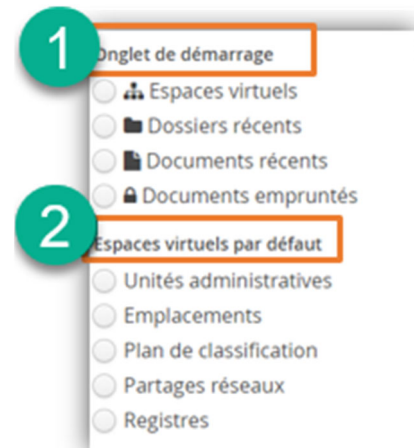 1
Onglet de démarrage
Espaces virtuels
Dossiers récents
Documents récents
Documents empruntés
2
Espaces virtuels par défaut
Unités administratives
Emplacements
Plan de classification
Partages réseaux
Registres